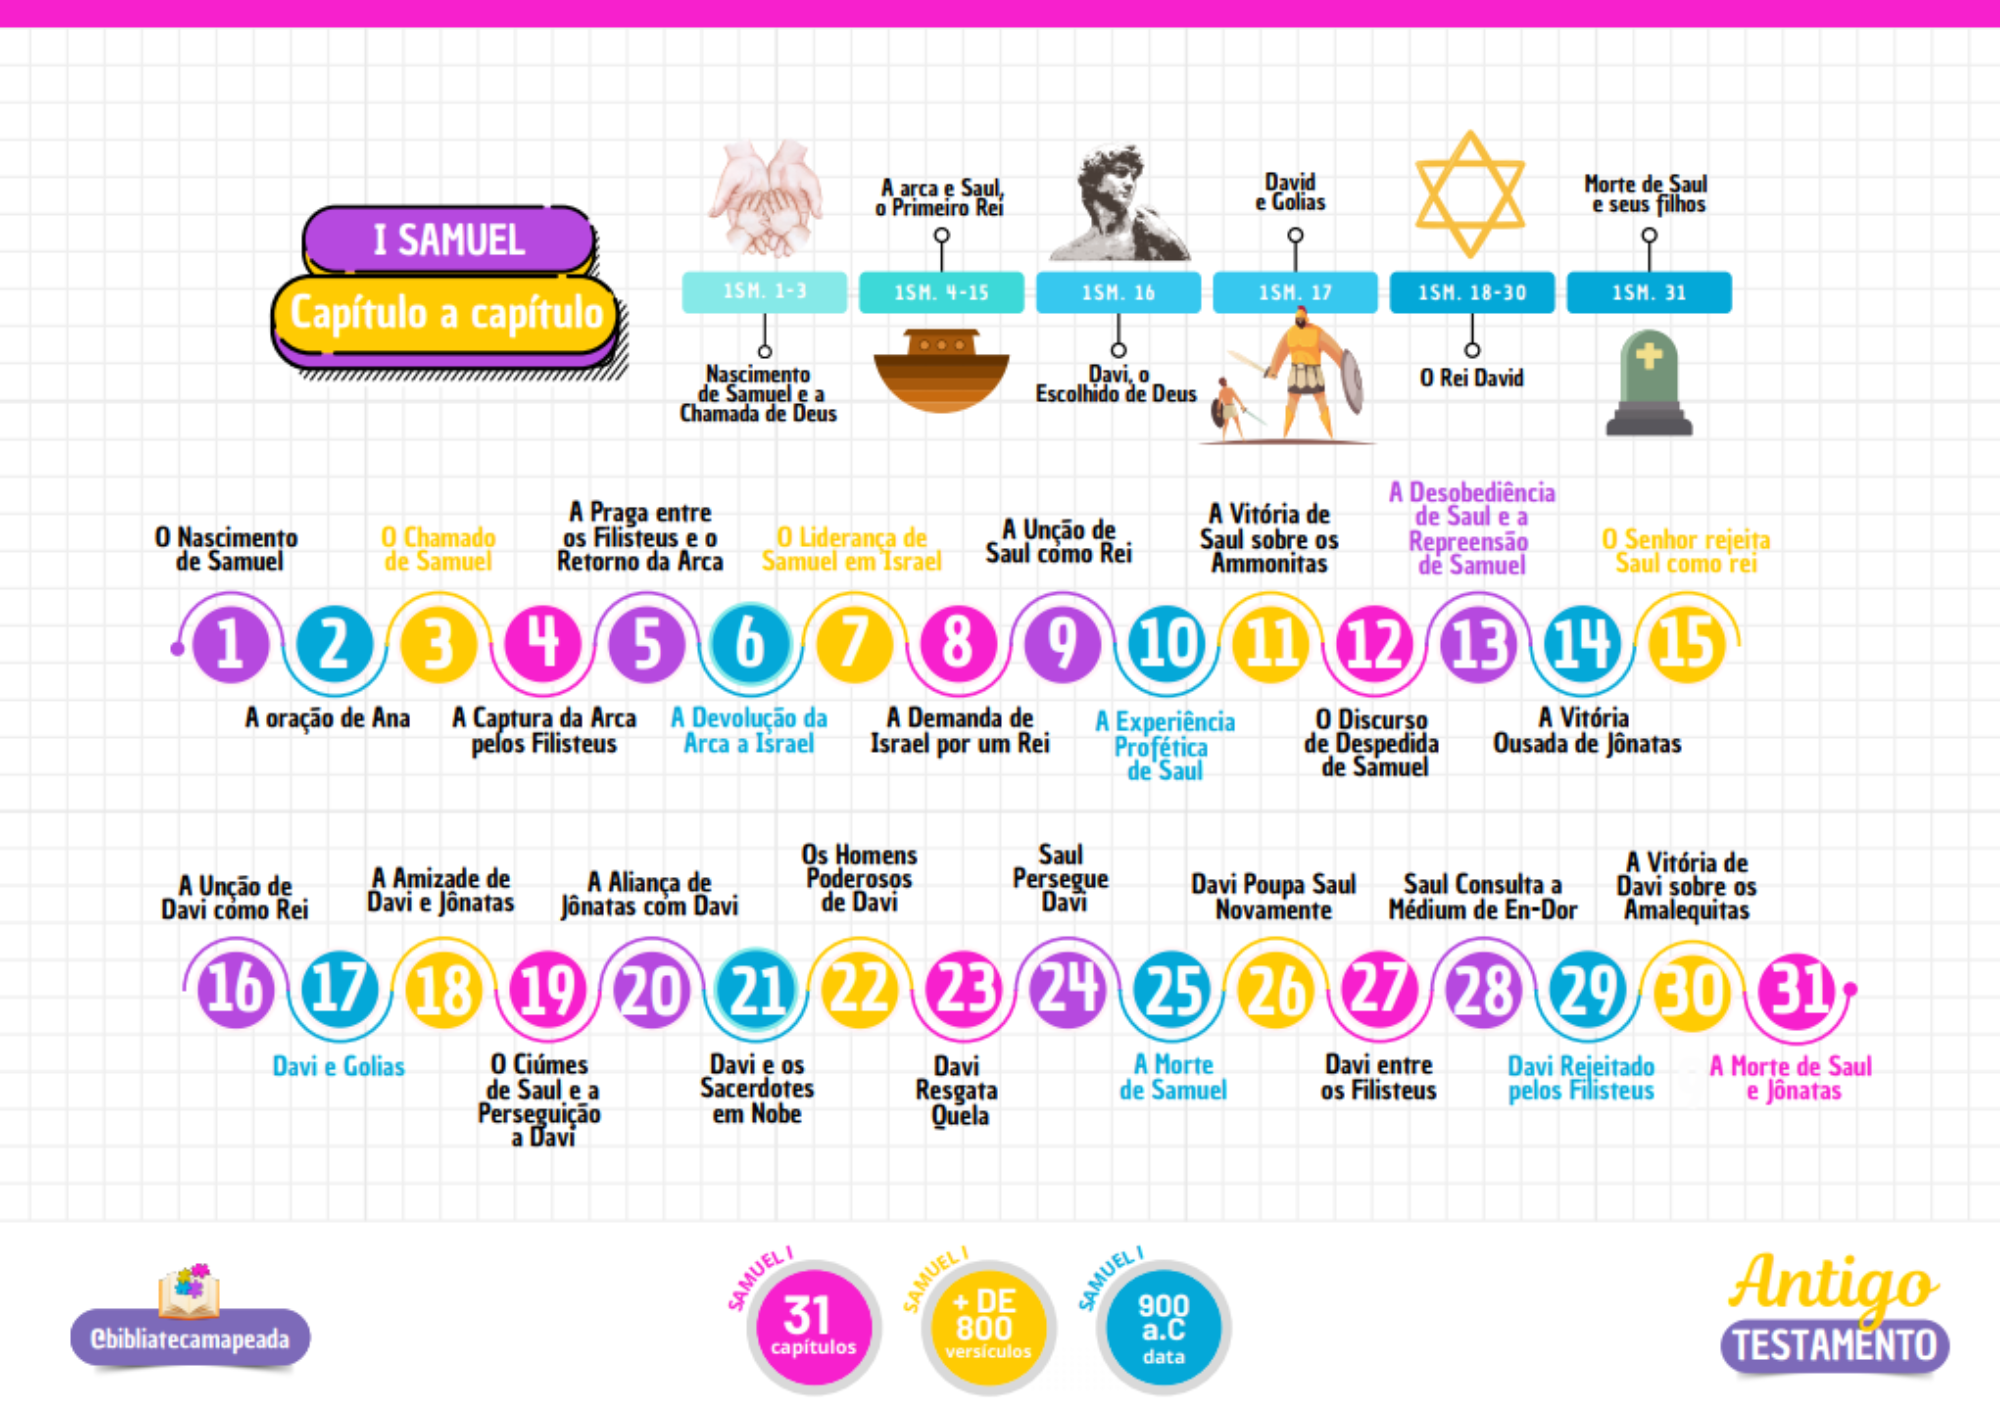 I SAMUEL
Capítulo a capítulo
A arca e Saul,
o Primeiro Rei
David
e Golias
Morte de Saul
e seus filhos
1SM. 1-3
1SM. 4-15
1SM. 16
1SM. 17
1SM. 18-30
1SM. 31
Nascimento
de Samuel e a
Chamada de Deus
Davi, o
Escolhido de Deus
O Rei David
O Nascimento
de Samuel
O Chamado
de Samuel
A Praga entre
os Filisteus e o
Retorno da Arca
O Liderança de
Samuel em Israel
A Unção de
Saul como Rei
A Vitória de
Saul sobre os
Ammonitas
A Desobediência
de Saul e a
Repreensão
de Samuel
O Senhor rejeita
Saul como rei
1 2 3 4 5 6 7 8 9 10 11 12 13 14 15
A oração de Ana
A Captura da Arca
pelos Filisteus
A Devolução da
Arca a Israel
A Demanda de
Israel por um Rei
A Experiência
Profética
de Saul
O Discurso
de Despedida
de Samuel
A Vitória
Ousada de Jônatas
A Unção de
Davi como Rei
A Amizade de
Davi e Jônatas
A Aliança de
Jônatas com Davi
Os Homens
Poderosos
de Davi
Saul
Persegue
Davi
Davi Poupa Saul
Novamente
Saul Consulta a
Médium de En-Dor
A Vitória de
Davi sobre os
Amalequitas
16 17 18 19 20 21 22 23 24 25 26 27 28 29 30 31
Davi e Golias
O Ciúmes
de Saul e a
Perseguição
a Davi
Davi e os
Sacerdotes
em Nobe
Davi
Resgata
Quela
A Morte
de Samuel
Davi entre
os Filisteus
Davi Rejeitado
pelos Filisteus
A Morte de Saul
e Jônatas
@bibliatecamapeada
SAMUEL I
31
capítulos
SAMUEL I
+ DE
800
versículos
SAMUEL I
900
a.C
data
Antigo
TESTAMENTO